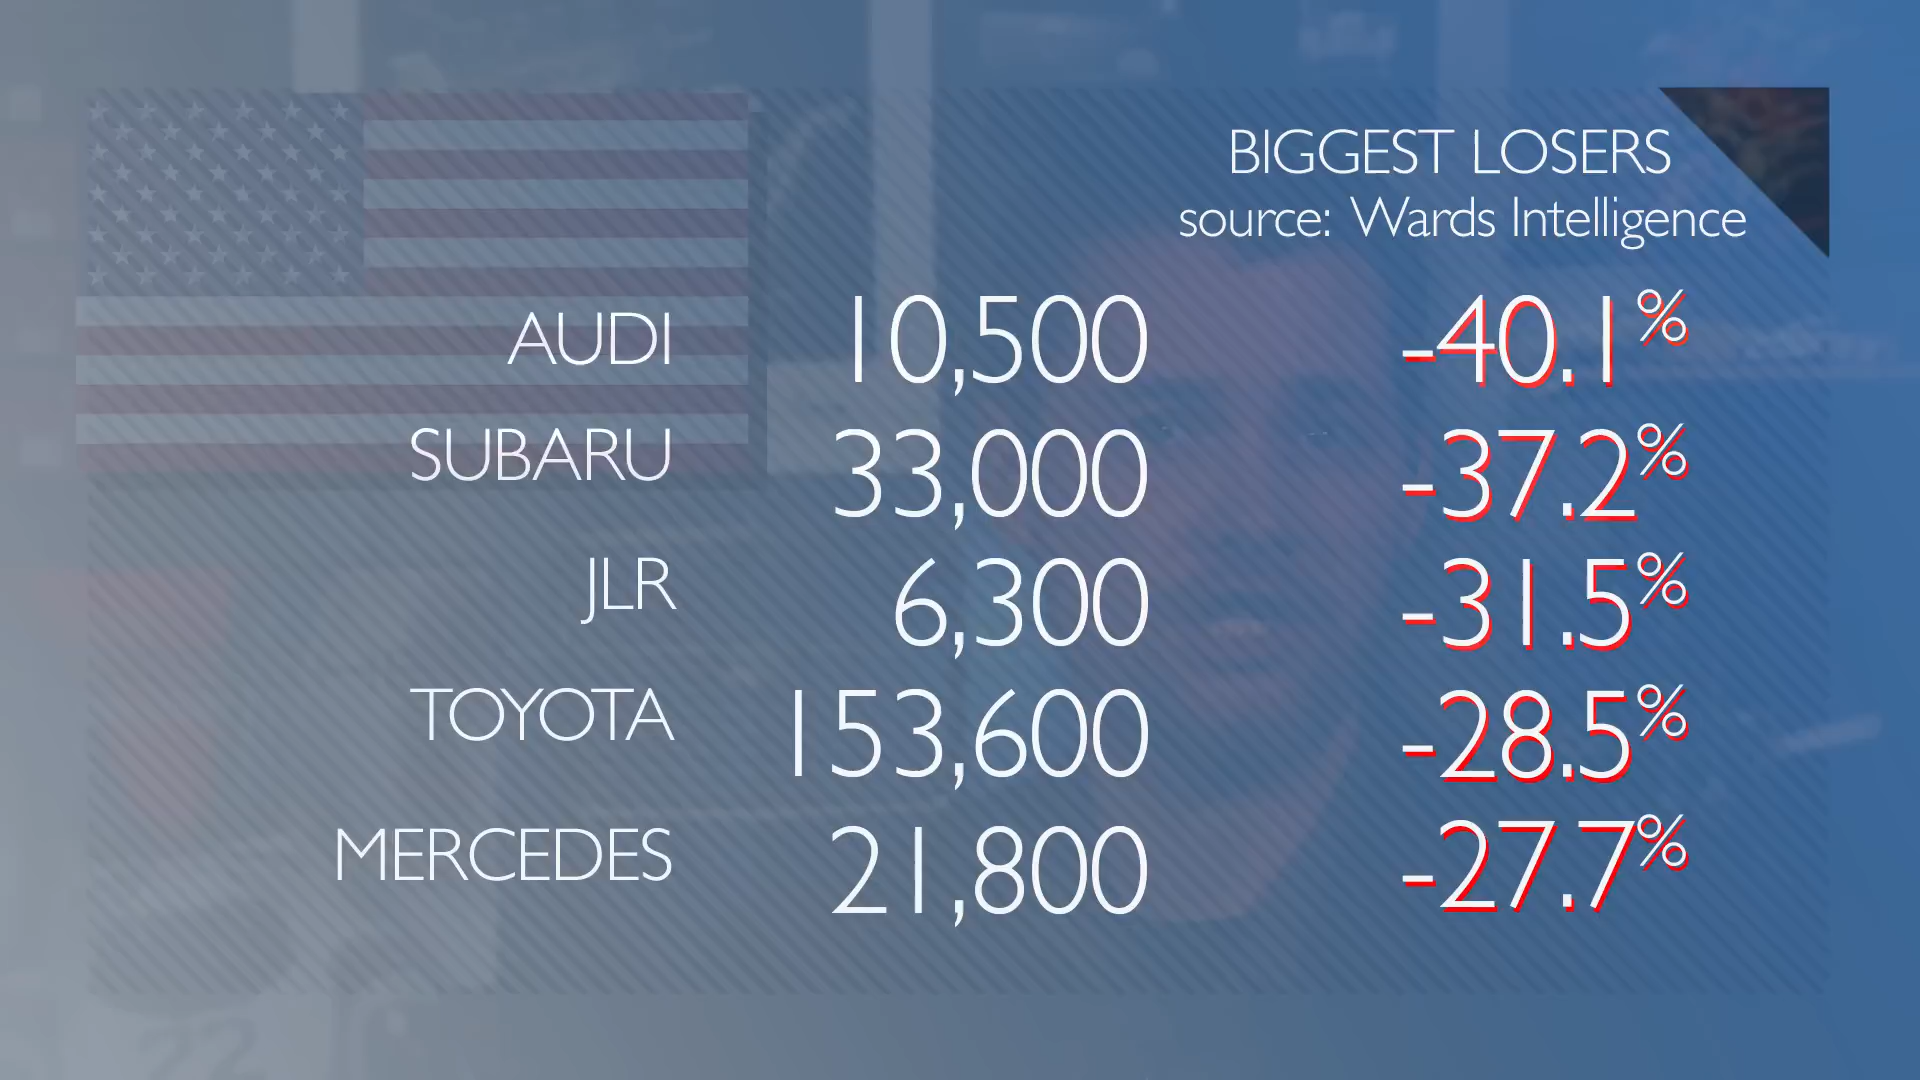 BIGGEST LOSERS
source: Wards Intelligence
AUDI 10,500 -40.1%
SUBARU 33,000 -37.2%
JLR 6,300 -31.5%
TOYOTA 153,600 -28.5%
MERCEDES 21,800 -27.7%
22